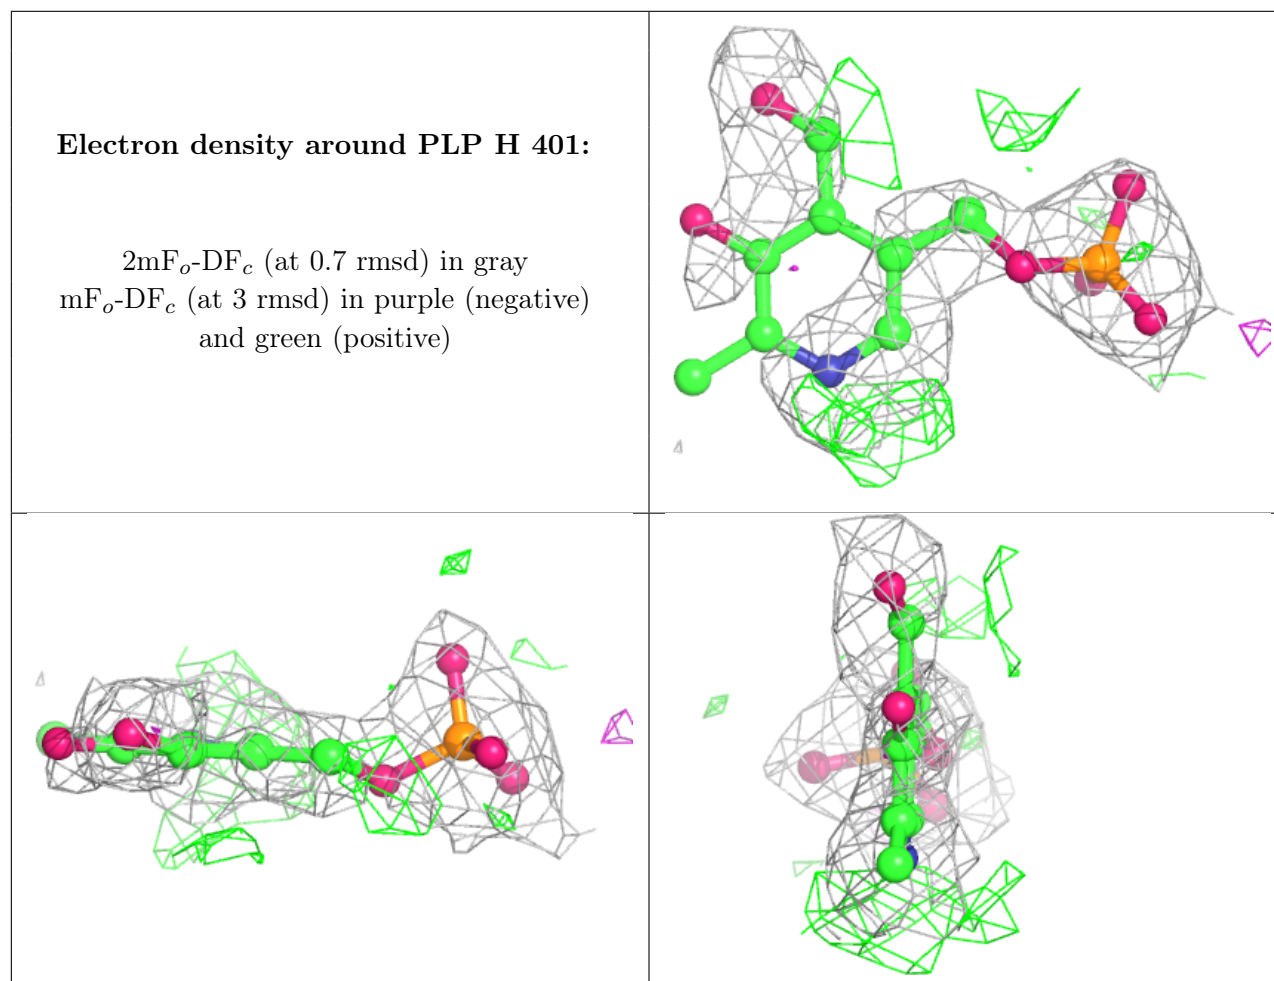 Electron density around PLP H 401:
2mFo-DFc (at 0.7 rmsd) in gray
mFo-DFc (at 3 rmsd) in purple (negative)
and green (positive)